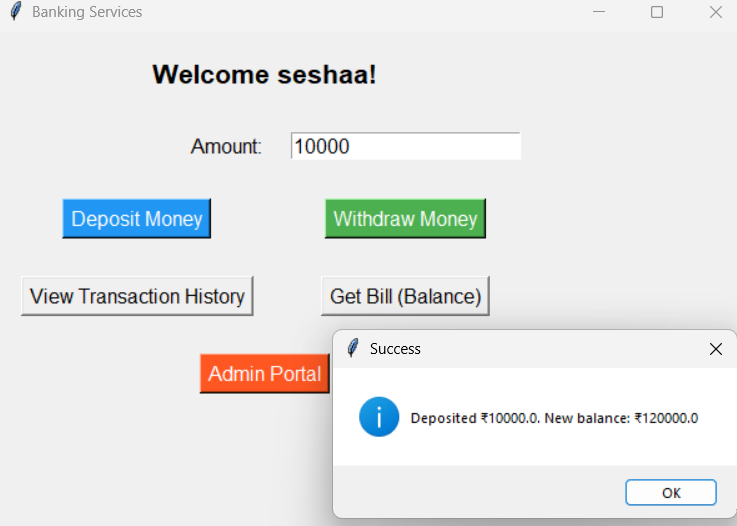 Banking Services
Welcome seshaa!
Amount: 10000
Deposit Money Withdraw Money
View Transaction History Get Bill (Balance)
Admin Portal
Success
Deposited ₹10000.0. New balance: ₹120000.0
OK